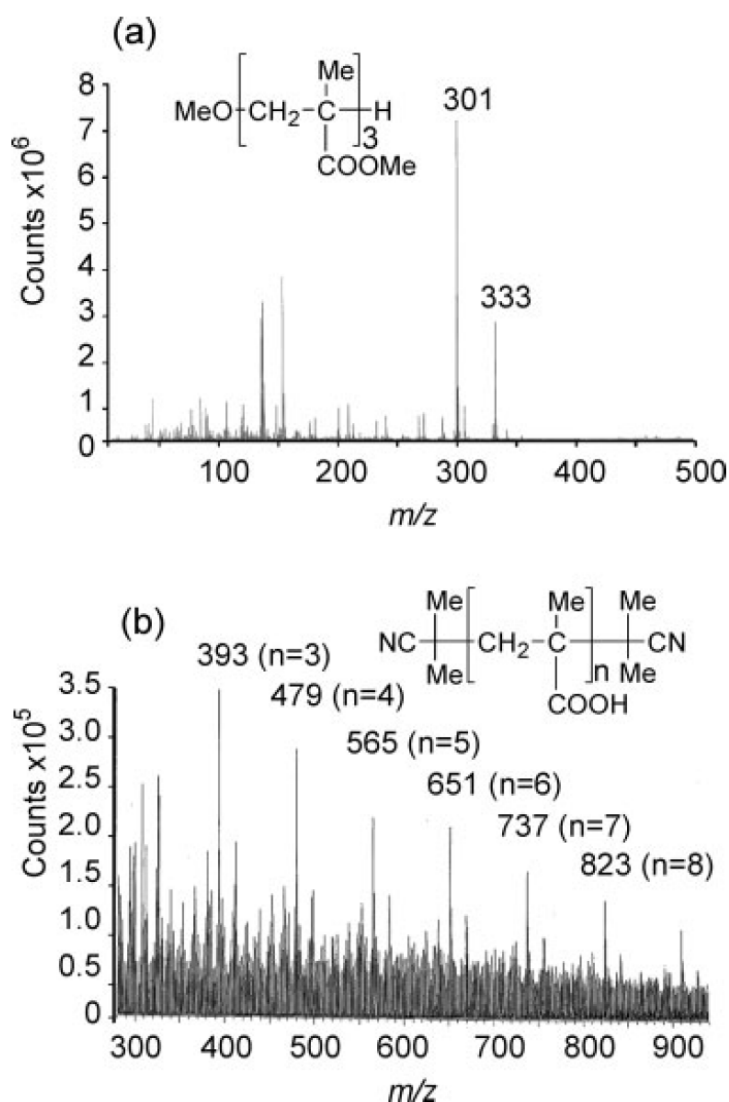 (a)
Me
MeO
CH2
C
H
3
COOMe
301
333
8
7
6
5
4
3
2
1
0
Counts x10^6
100
200
300
400
500
m/z
(b)
Me
Me
Me
NC
CH2
C
CN
Me
n
Me
COOH
393 (n=3)
479 (n=4)
565 (n=5)
651 (n=6)
737 (n=7)
823 (n=8)
3.5
3.0
2.5
2.0
1.0
0.5
0
Counts x10^5
300
400
500
600
700
800
900
m/z